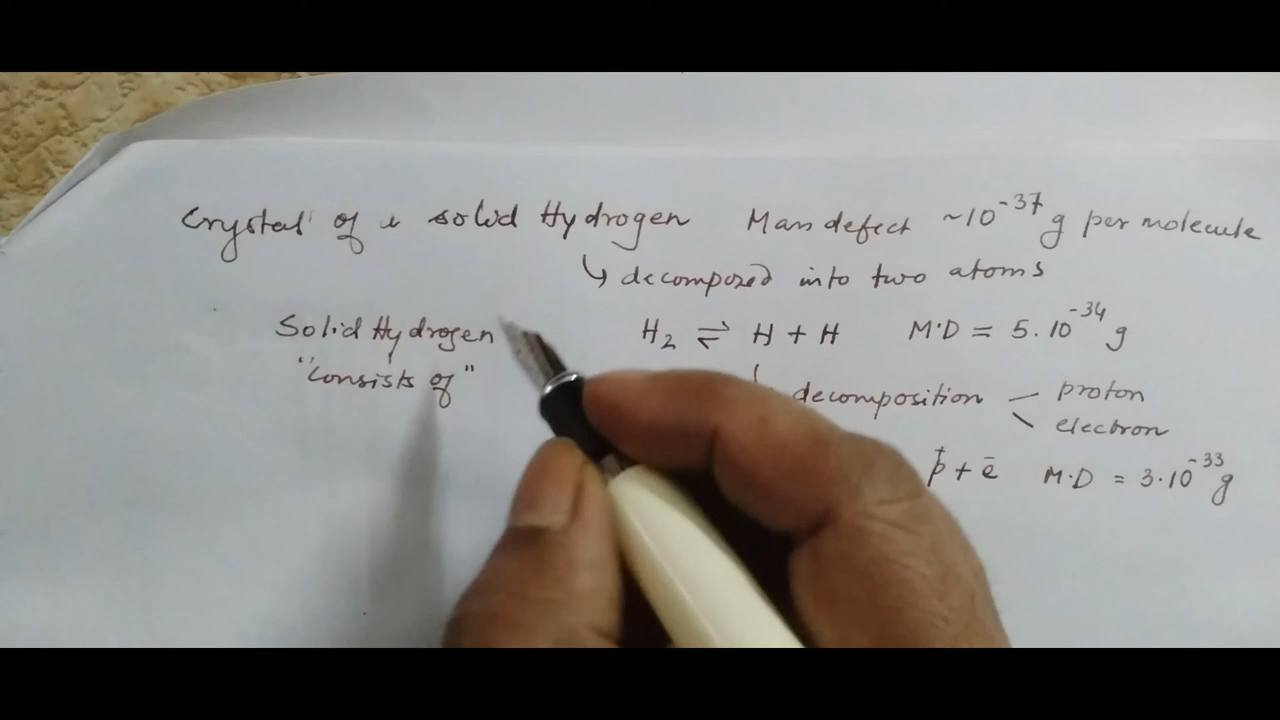 Crystal of a solid Hydrogen Mass defect ~10⁻³⁷ g per molecule
↳ decomposed into two atoms
Solid Hydrogen
"consists of"
H₂ ⇌ H + H M·D = 5.10⁻³⁴ g
decomposition — proton
electron
p⁺ + e⁻ M·D = 3.10⁻³³ g